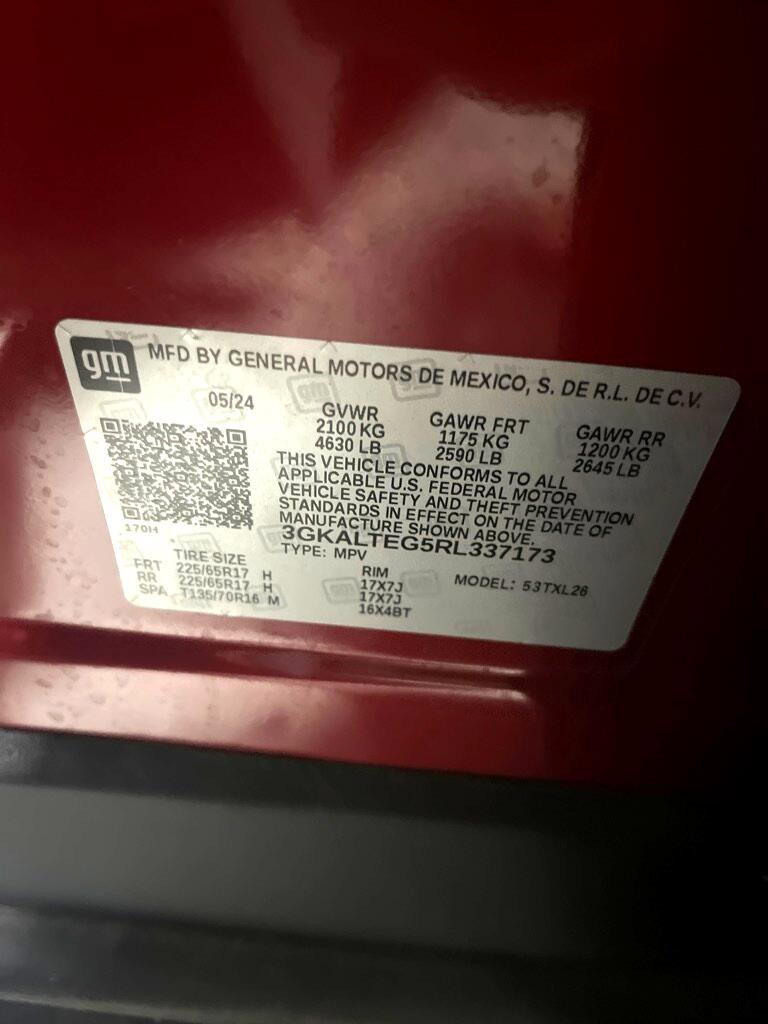 gm MFD BY GENERAL MOTORS DE MEXICO, S. DE R.L. DE C.V.
05/24
GVWR GAWR FRT GAWR RR
2100 KG 1175 KG 1200 KG
4630 LB 2590 LB 2645 LB
THIS VEHICLE CONFORMS TO ALL
APPLICABLE U.S. FEDERAL MOTOR
VEHICLE SAFETY AND THEFT PREVENTION
STANDARDS IN EFFECT ON THE DATE OF
MANUFACTURE SHOWN ABOVE.
170H
3GKALTEG5RL337173
TYPE: MPV MODEL: 53TXL26
TIRE SIZE RIM
FRT 225/65R17 H 17X7J
RR 225/65R17 H 17X7J
SPA T135/70R16 M 16X4BT